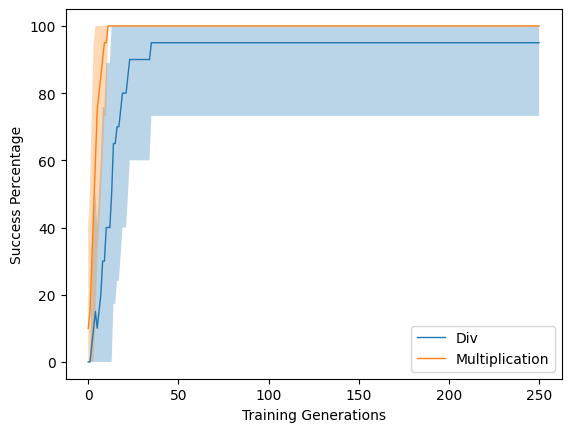 100
80
60
40
20
0
Success Percentage
0 50 100 150 200 250
Training Generations
Div
Multiplication